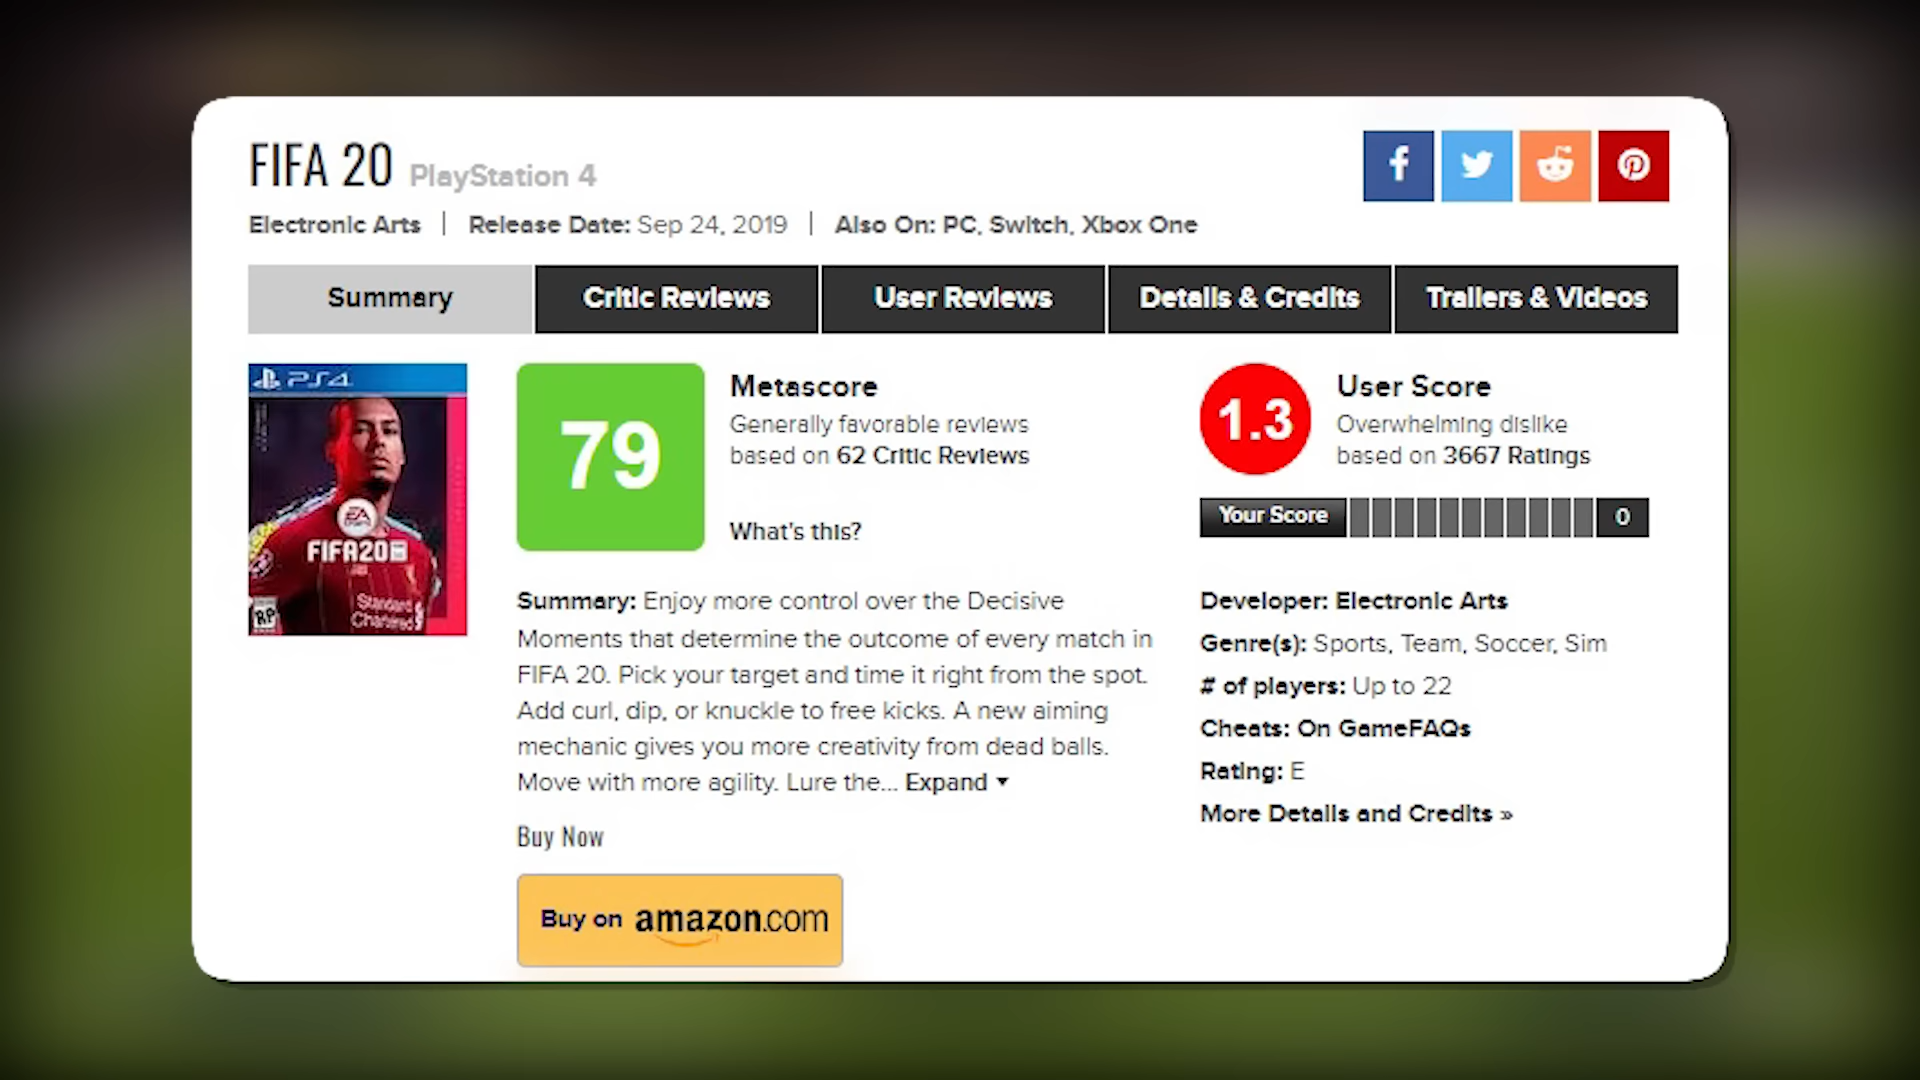 FIFA 20 PlayStation 4
Electronic Arts | Release Date: Sep 24, 2019 | Also On: PC, Switch, Xbox One
Summary Critic Reviews User Reviews Details & Credits Trailers & Videos
PS4
EA
FIFA20
Standard
Chartered
RP
79
Metascore
Generally favorable reviews
based on 62 Critic Reviews
What's this?
Summary: Enjoy more control over the Decisive
Moments that determine the outcome of every match in
FIFA 20. Pick your target and time it right from the spot.
Add curl, dip, or knuckle to free kicks. A new aiming
mechanic gives you more creativity from dead balls.
Move with more agility. Lure the... Expand
Buy Now
Buy on amazon.com
1.3
User Score
Overwhelming dislike
based on 3667 Ratings
Your Score 0
Developer: Electronic Arts
Genre(s): Sports, Team, Soccer, Sim
# of players: Up to 22
Cheats: On GameFAQs
Rating: E
More Details and Credits »